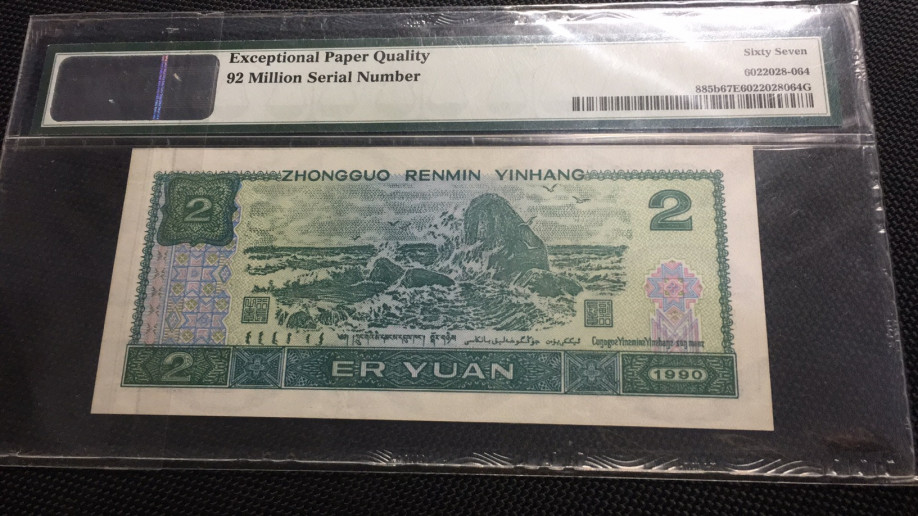 Exceptional Paper Quality
92 Million Serial Number
Sixty Seven
6022028-064
885b67E6022028064G
ZHONGGUO RENMIN YINHANG
2
2
2
ER YUAN
1990